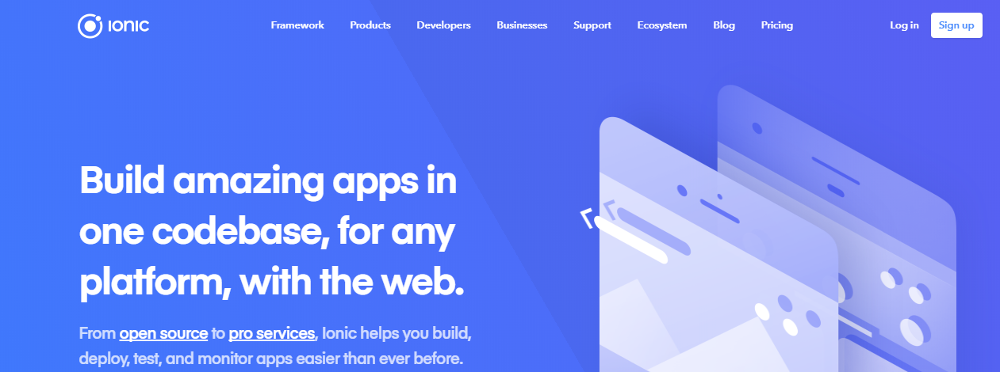 ionic Framework Products Developers Businesses Support Ecosystem Blog Pricing Log in Sign up
Build amazing apps in
one codebase, for any
platform, with the web.
From open source to pro services, Ionic helps you build,
deploy, test, and monitor apps easier than ever before.